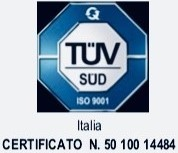 Q
TÜV
SÜD
ISO 9001
Italia
CERTIFICATO N. 50 100 14484